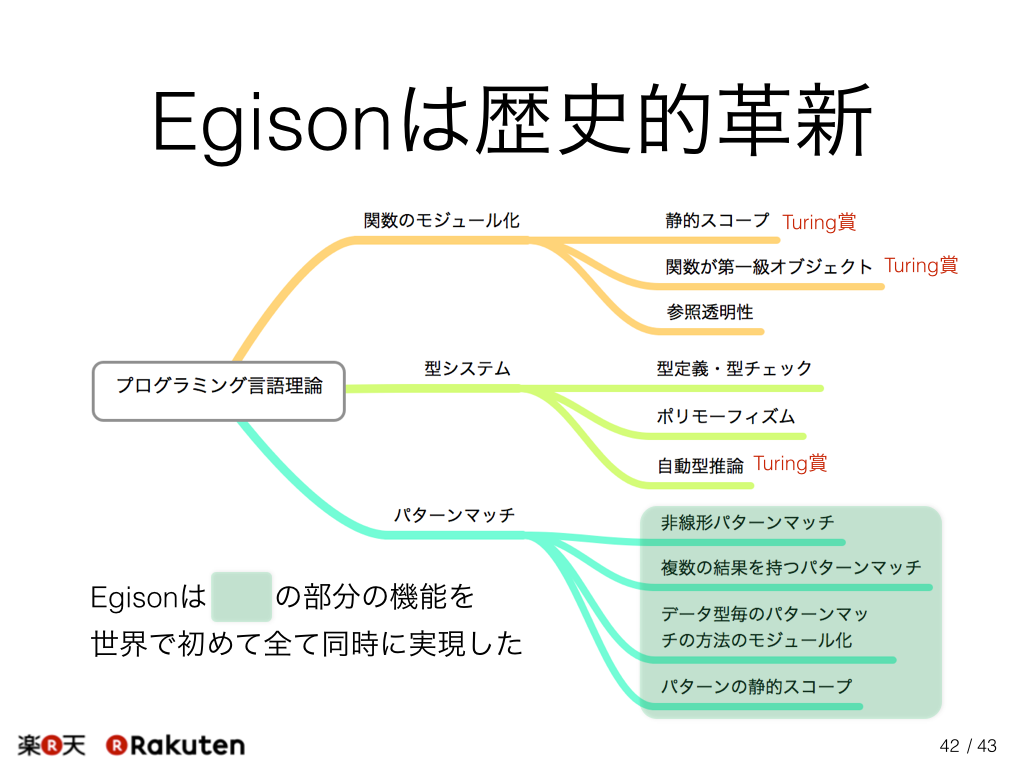 Egisonは歴史的革新
関数のモジュール化
静的スコープ Turing賞
関数が第一級オブジェクト Turing賞
参照透明性
プログラミング言語理論
型システム
型定義・型チェック
ポリモーフィズム
自動型推論 Turing賞
パターンマッチ
非線形パターンマッチ
複数の結果を持つパターンマッチ
データ型毎のパターンマッ
チの方法のモジュール化
パターンの静的スコープ
Egisonは の部分の機能を
世界で初めて全て同時に実現した
楽R天 R Rakuten
42 / 43